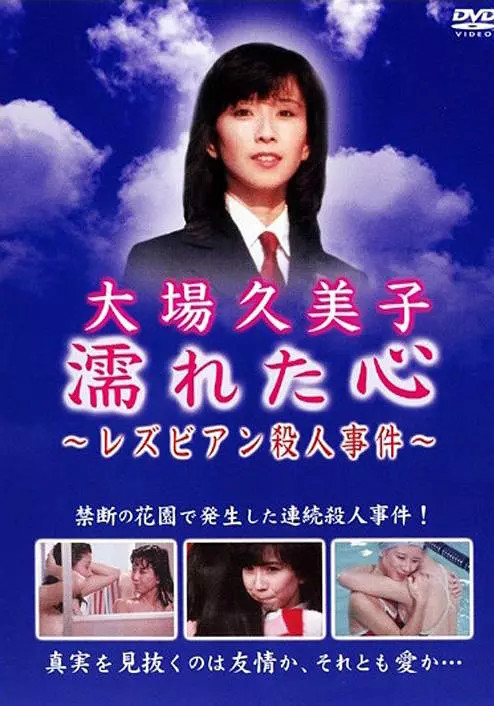 DVD
VIDEO
大場久美子
濡れた心
～レズビアン殺人事件～
禁断の花園で発生した連続殺人事件！
真実を見抜くのは友情か、それとも愛か…